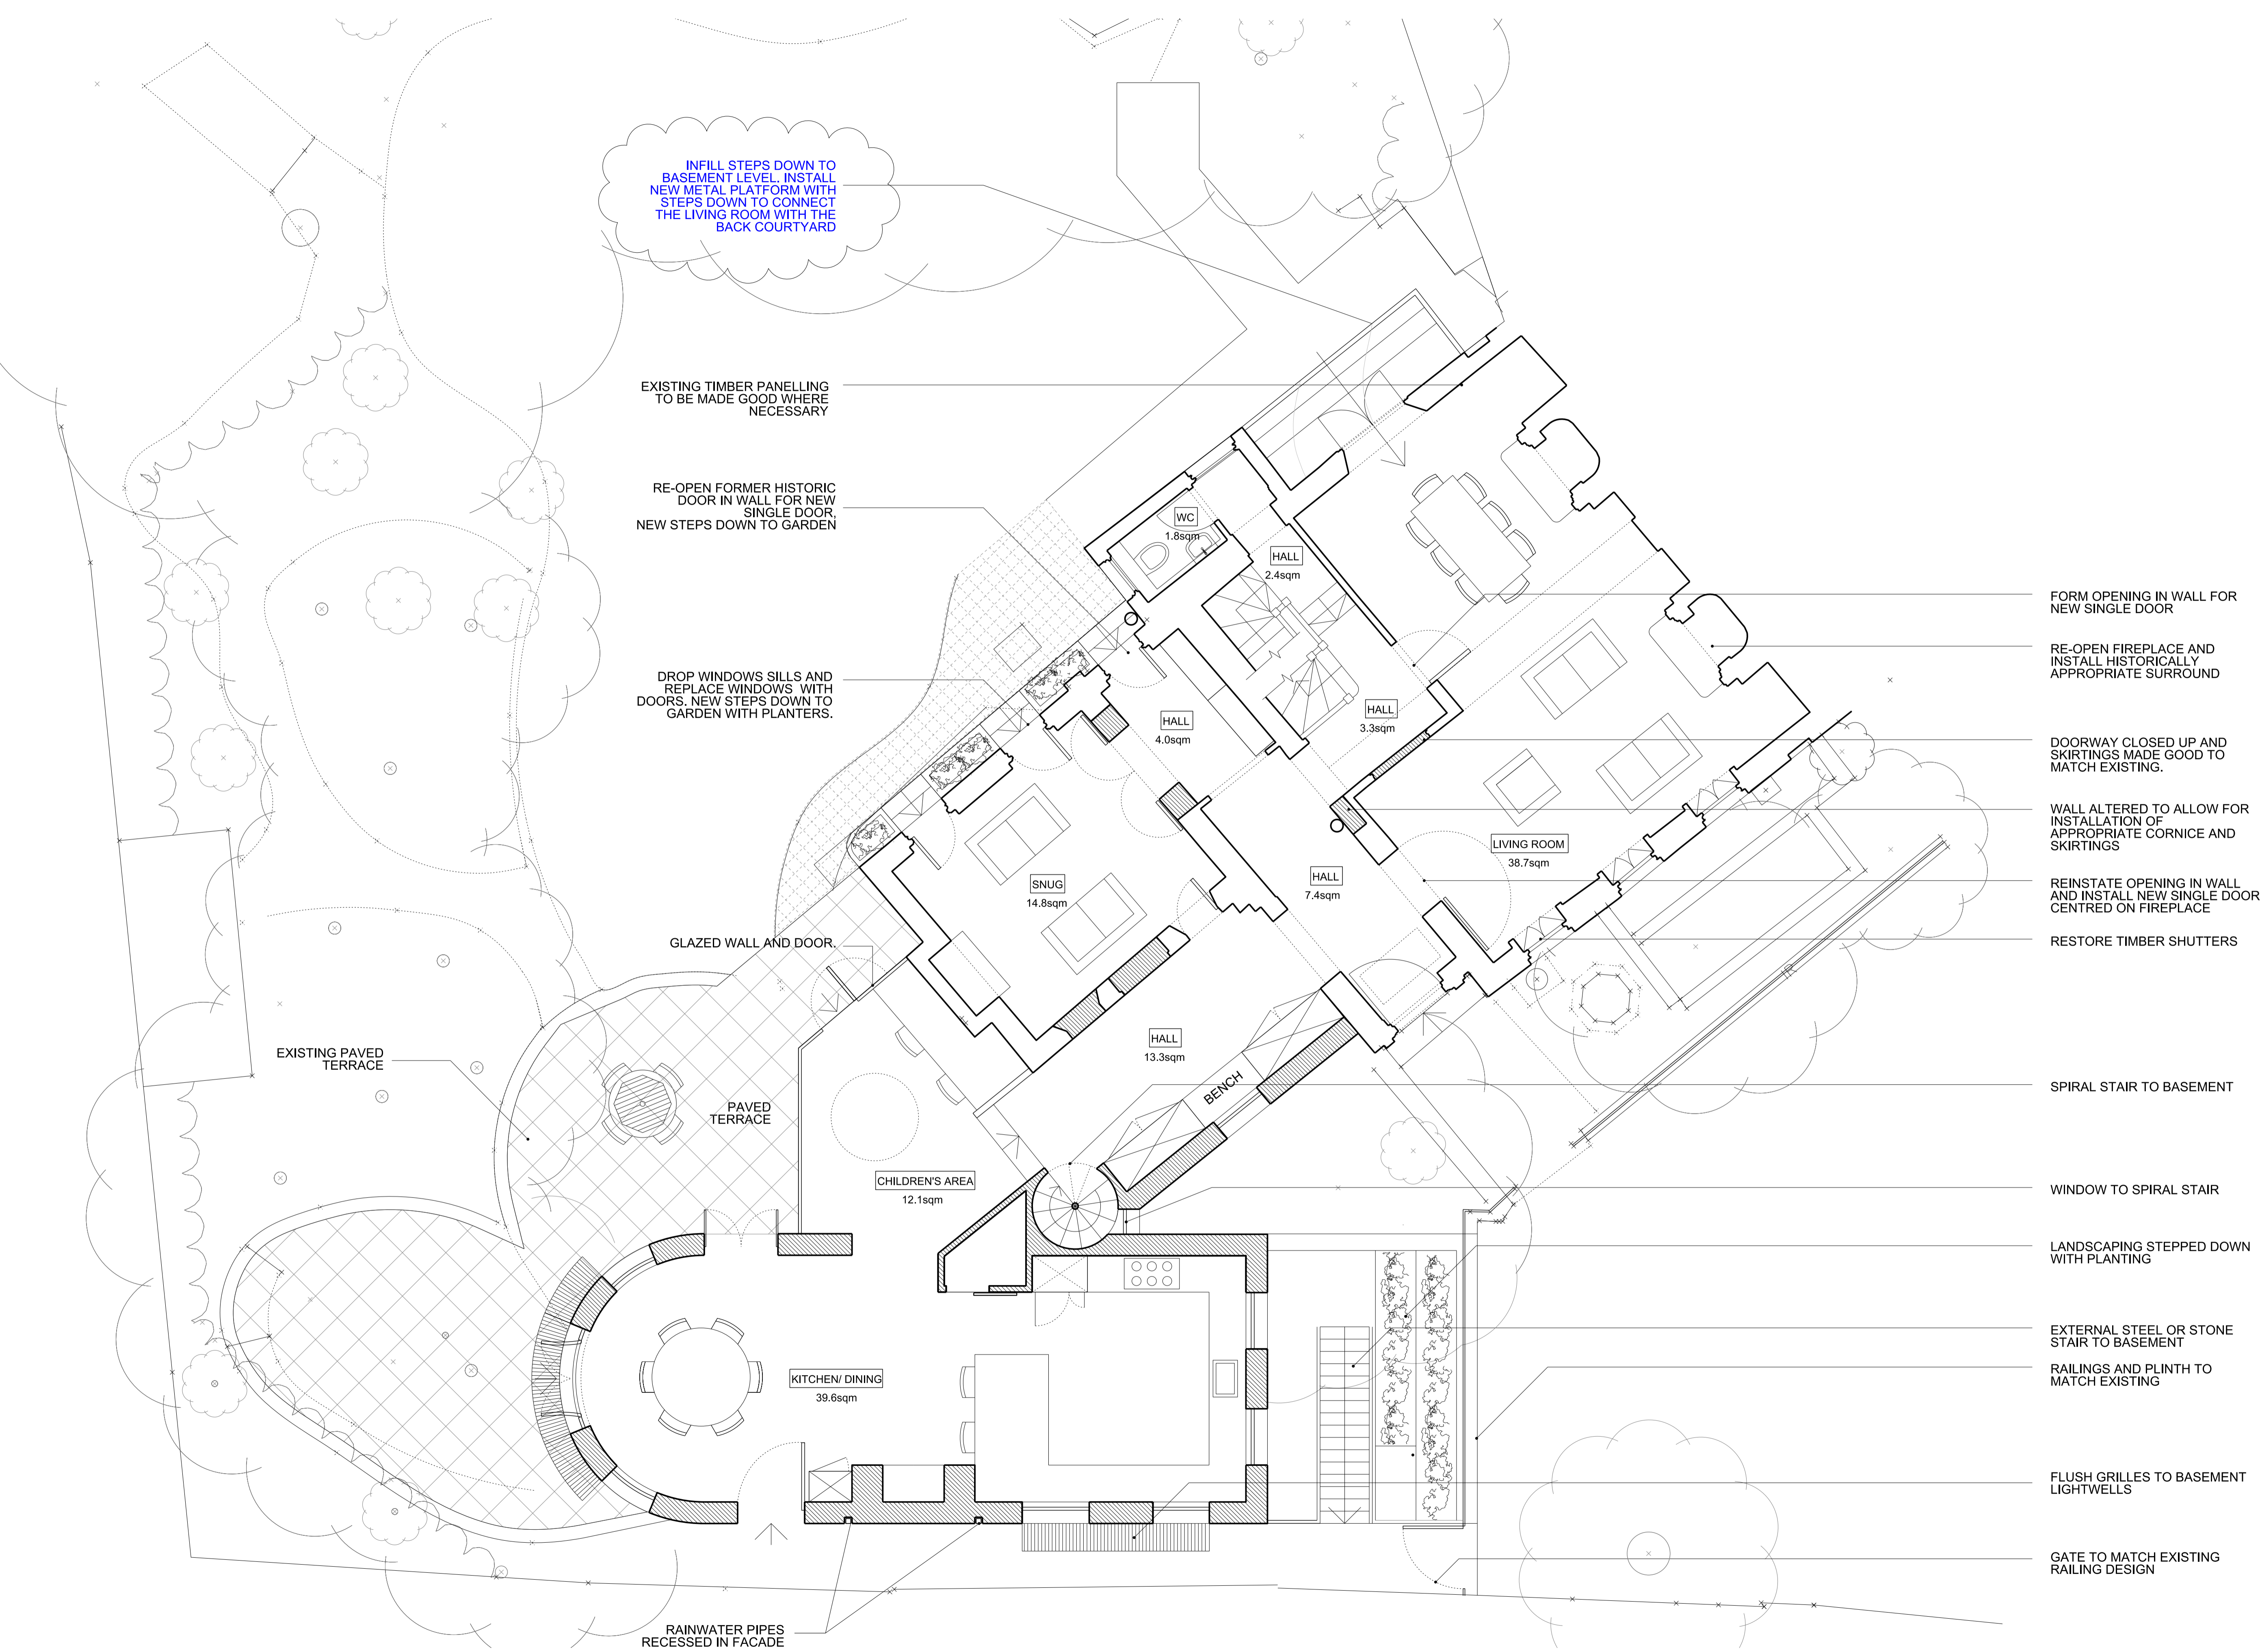 INFILL STEPS DOWN TO
BASEMENT LEVEL. INSTALL
NEW METAL PLATFORM WITH
STEPS DOWN TO CONNECT
THE LIVING ROOM WITH THE
BACK COURTYARD
EXISTING TIMBER PANELLING
TO BE MADE GOOD WHERE
NECESSARY
RE-OPEN FORMER HISTORIC
DOOR IN WALL FOR NEW
SINGLE DOOR,
NEW STEPS DOWN TO GARDEN
DROP WINDOWS SILLS AND
REPLACE WINDOWS WITH
DOORS. NEW STEPS DOWN TO
GARDEN WITH PLANTERS.
GLAZED WALL AND DOOR.
EXISTING PAVED
TERRACE
PAVED
TERRACE
WC
1.8sqm
HALL
2.4sqm
HALL
3.3sqm
HALL
4.0sqm
SNUG
14.8sqm
HALL
7.4sqm
LIVING ROOM
38.7sqm
HALL
13.3sqm
BENCH
CHILDREN'S AREA
12.1sqm
KITCHEN/ DINING
39.6sqm
RAINWATER PIPES
RECESSED IN FACADE
FORM OPENING IN WALL FOR
NEW SINGLE DOOR
RE-OPEN FIREPLACE AND
INSTALL HISTORICALLY
APPROPRIATE SURROUND
DOORWAY CLOSED UP AND
SKIRTINGS MADE GOOD TO
MATCH EXISTING.
WALL ALTERED TO ALLOW FOR
INSTALLATION OF
APPROPRIATE CORNICE AND
SKIRTINGS
REINSTATE OPENING IN WALL
AND INSTALL NEW SINGLE DOOR
CENTRED ON FIREPLACE
RESTORE TIMBER SHUTTERS
SPIRAL STAIR TO BASEMENT
WINDOW TO SPIRAL STAIR
LANDSCAPING STEPPED DOWN
WITH PLANTING
EXTERNAL STEEL OR STONE
STAIR TO BASEMENT
RAILINGS AND PLINTH TO
MATCH EXISTING
FLUSH GRILLES TO BASEMENT
LIGHTWELLS
GATE TO MATCH EXISTING
RAILING DESIGN